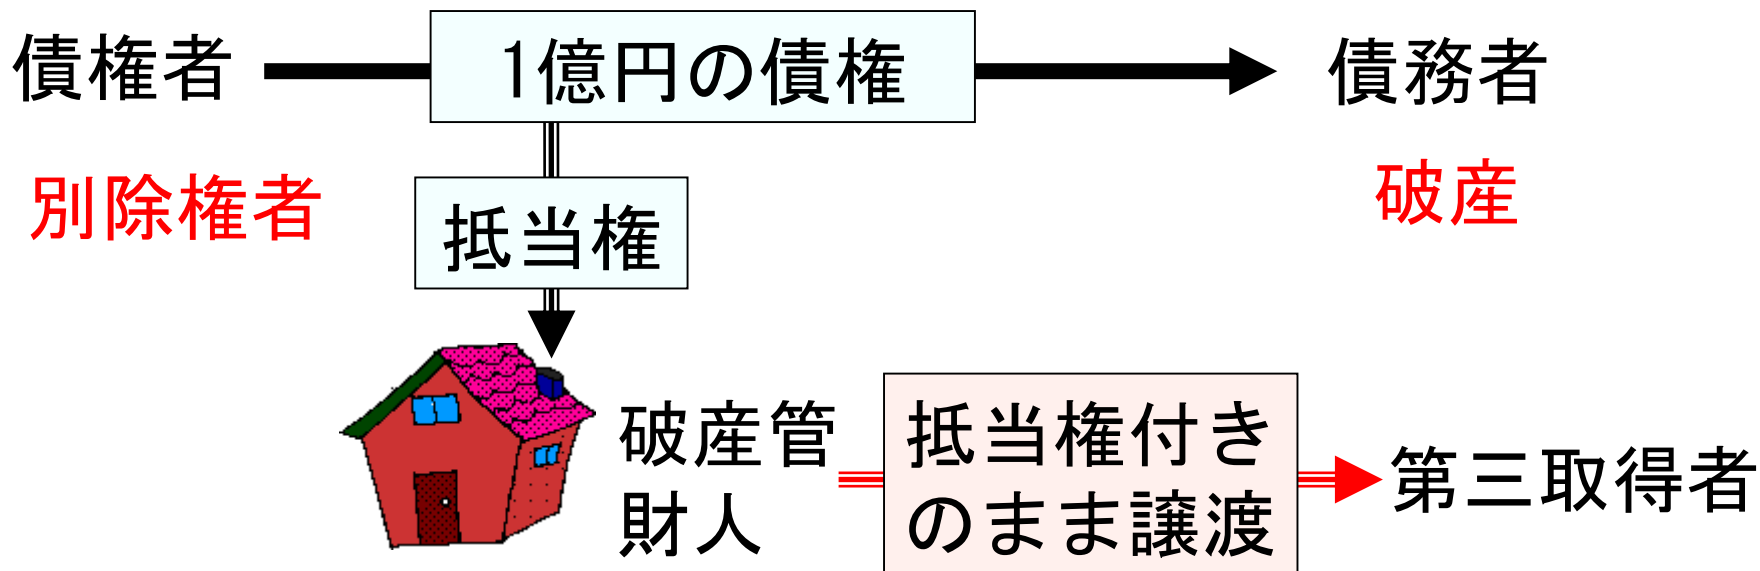 債権者
1億円の債権
債務者
別除権者
破産
抵当権
破産管
財人
抵当権付き
のまま譲渡
第三取得者